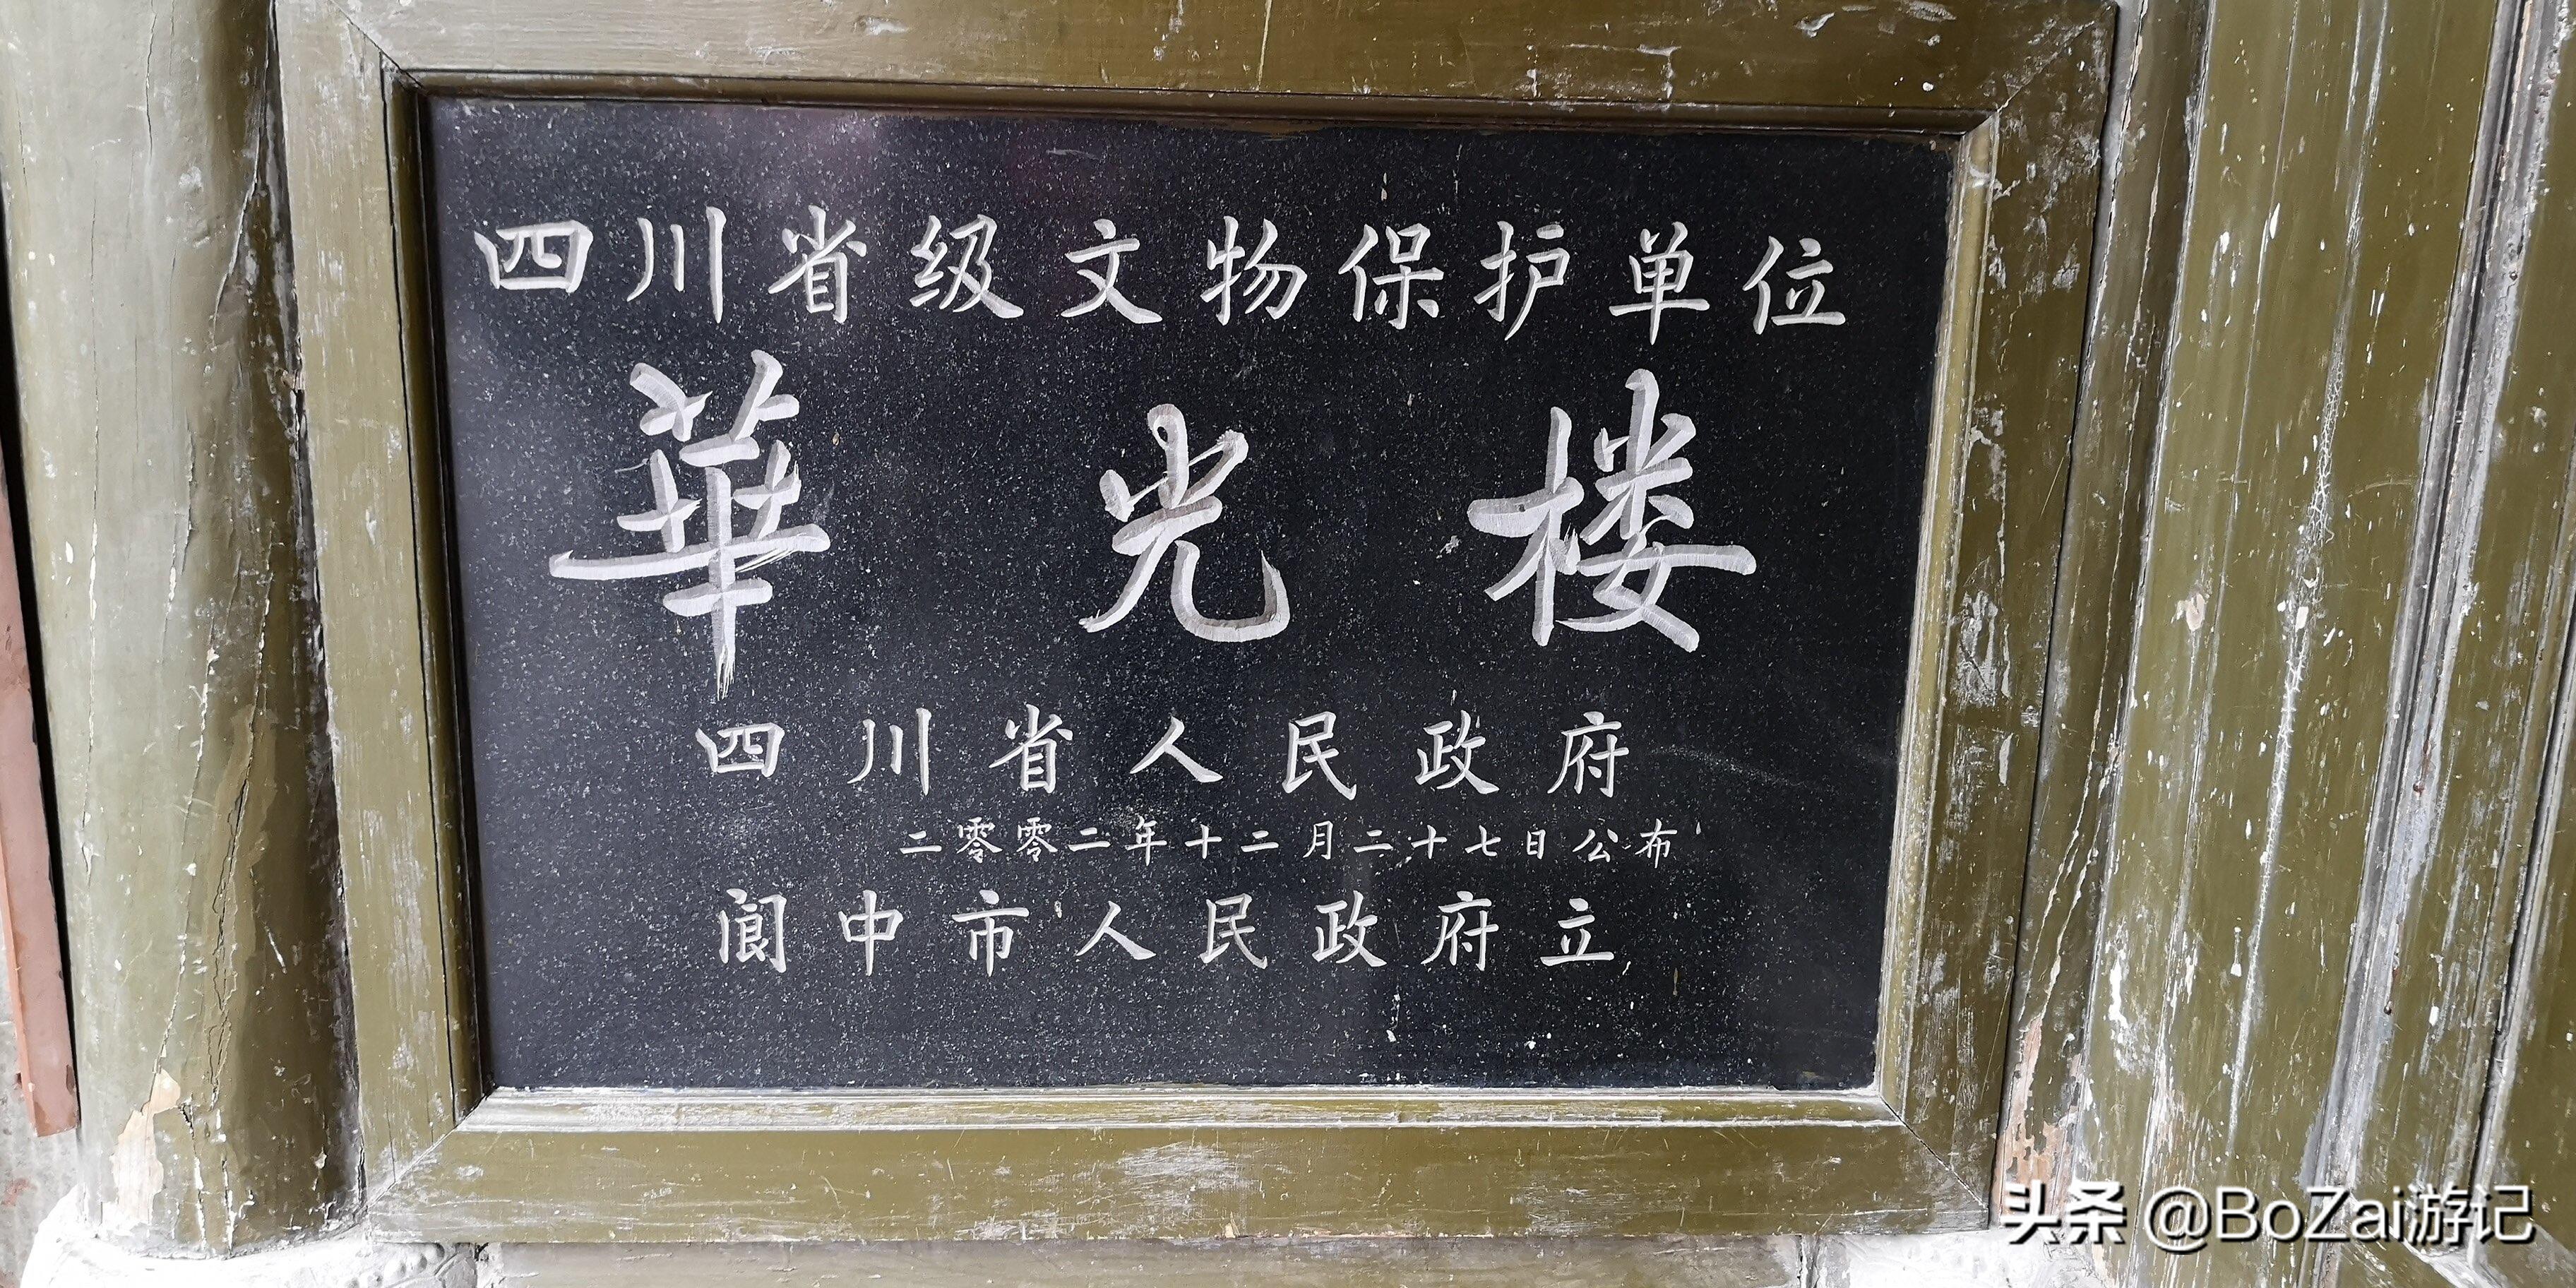 四川省级文物保护单位
華光楼
四川省人民政府
二零零二年十二月二十七日公布
阆中市人民政府立
头条 @BoZai游记